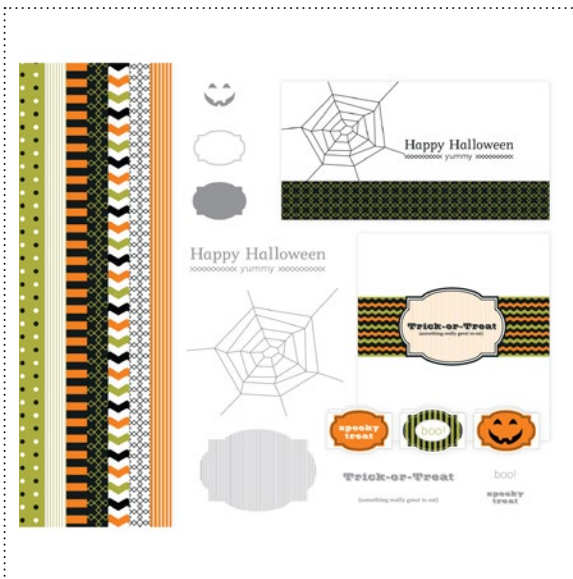 Happy Halloween
xxxxxxxxxx yummy xxxxxxxxxx
Happy Halloween
xxxxxxxxxx yummy xxxxxxxxxx
Trick-or-Treat
(something really good to eat)
spooky
treat
boo!
Trick-or-Treat
(something really good to eat)
boo!
spooky
treat